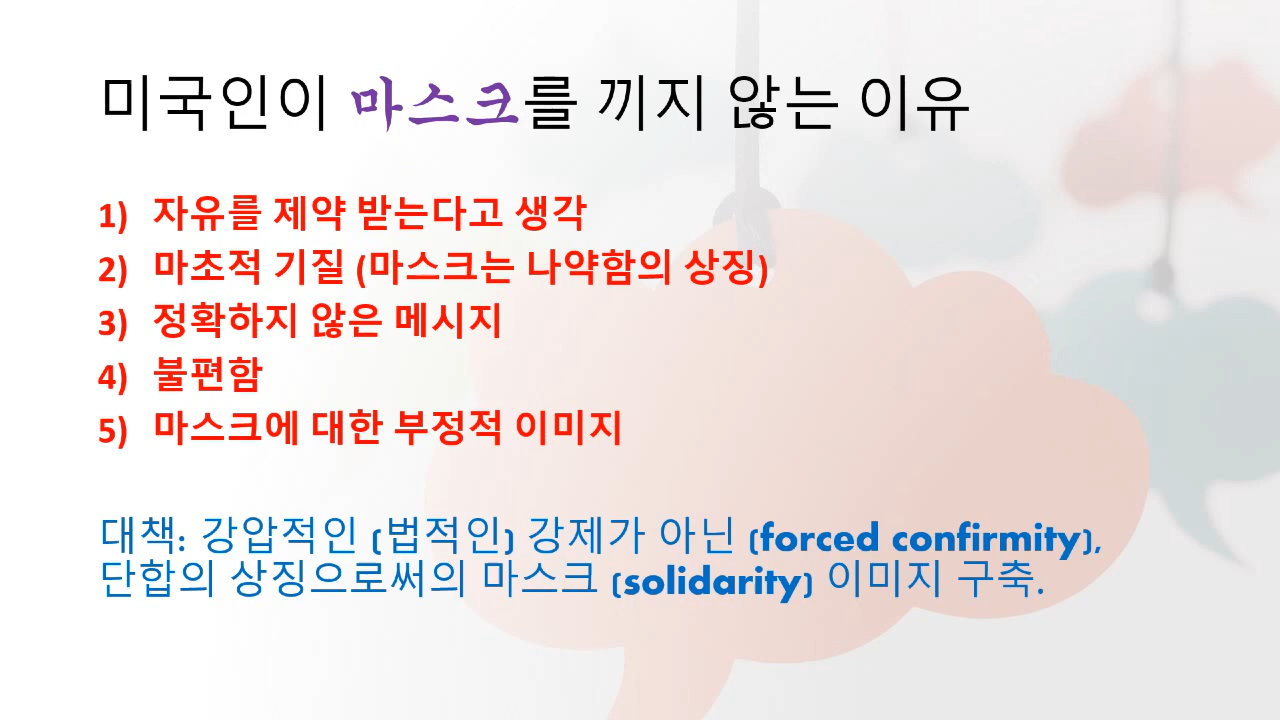 미국인이 마스크를 끼지 않는 이유
1) 자유를 제약 받는다고 생각
2) 마초적 기질 (마스크는 나약함의 상징)
3) 정확하지 않은 메시지
4) 불편함
5) 마스크에 대한 부정적 이미지
대책: 강압적인 (법적인) 강제가 아닌 (forced confirmity),
단합의 상징으로써의 마스크 (solidarity) 이미지 구축.